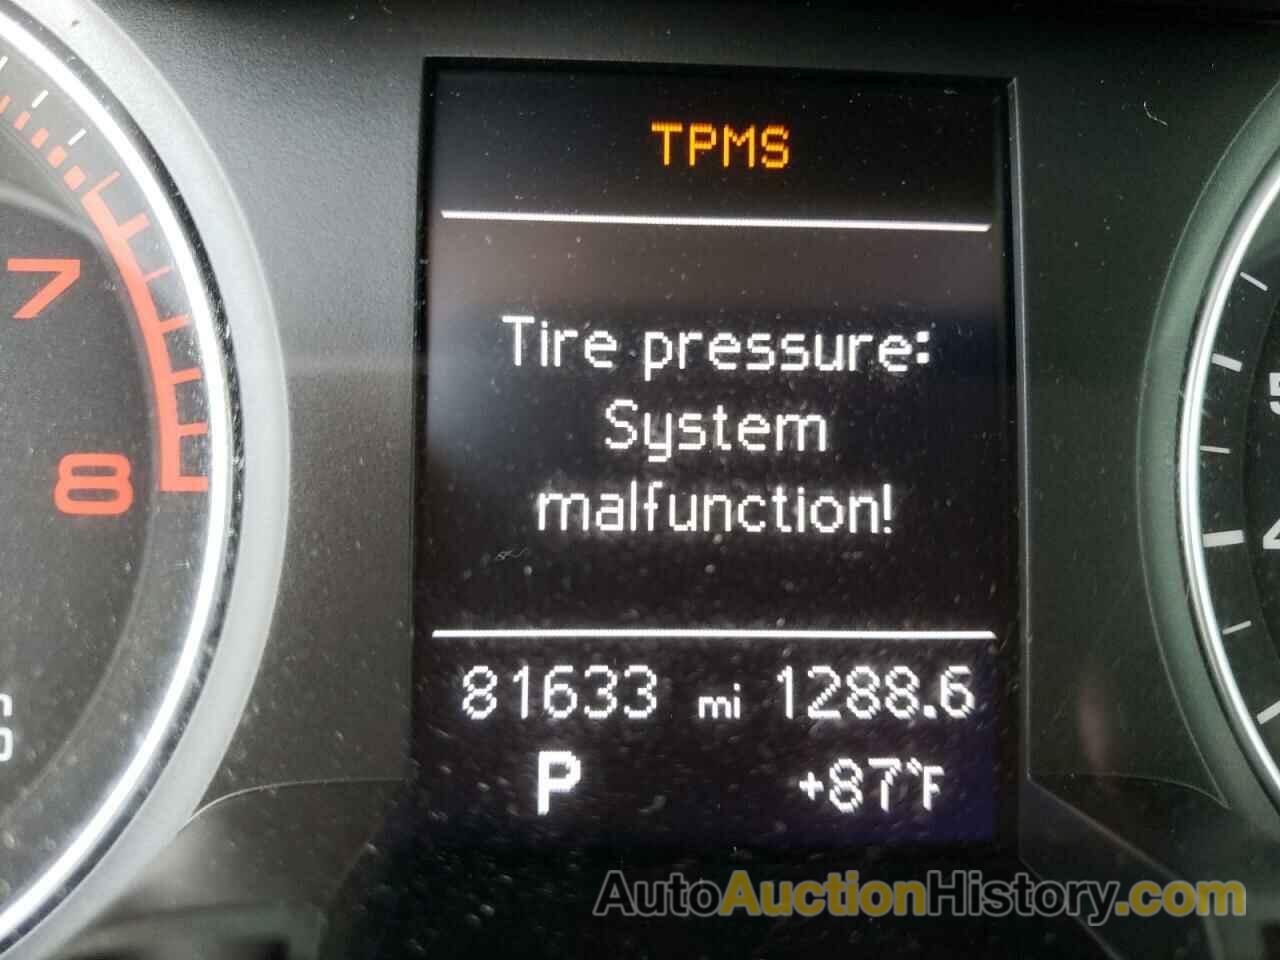 TPMS
7
Tire pressure:
System
malfunction!
8
81633 mi 1288.6
P +87°F
AutoAuctionHistory.com